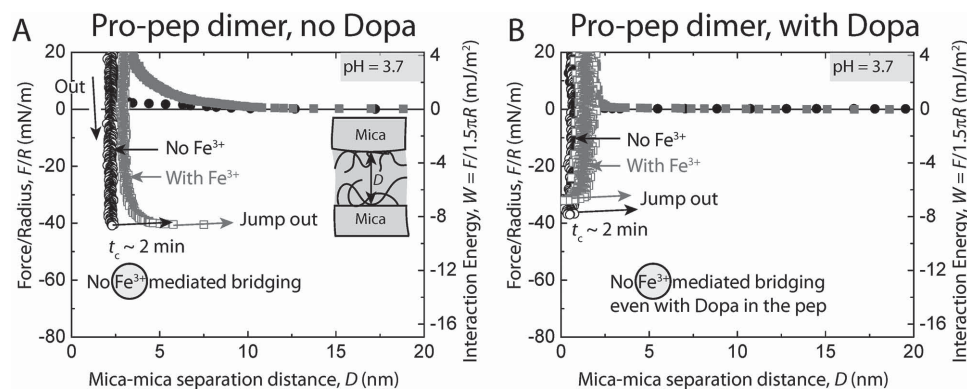 A
Pro-pep dimer, no Dopa
Force/Radius, F/R (mN/m)
20
0
-20
-40
-60
-80
Out
pH = 3.7
No Fe³⁺
With Fe³⁺
Jump out
t_c ~ 2 min
Mica
D
Mica
No Fe³⁺ mediated bridging
0
5
10
15
20
Mica-mica separation distance, D (nm)
4
0
-4
-8
-12
-16
Interaction Energy, W = F/1.5πR (mJ/m²)
B
Pro-pep dimer, with Dopa
Force/Radius, F/R (mN/m)
20
0
-20
-40
-60
-80
pH = 3.7
No Fe³⁺
With Fe³⁺
Jump out
t_c ~ 2 min
No Fe³⁺ mediated bridging
even with Dopa in the pep
0
5
10
15
20
Mica-mica separation distance, D (nm)
4
0
-4
-8
-12
-16
Interaction Energy, W = F/1.5πR (mJ/m²)